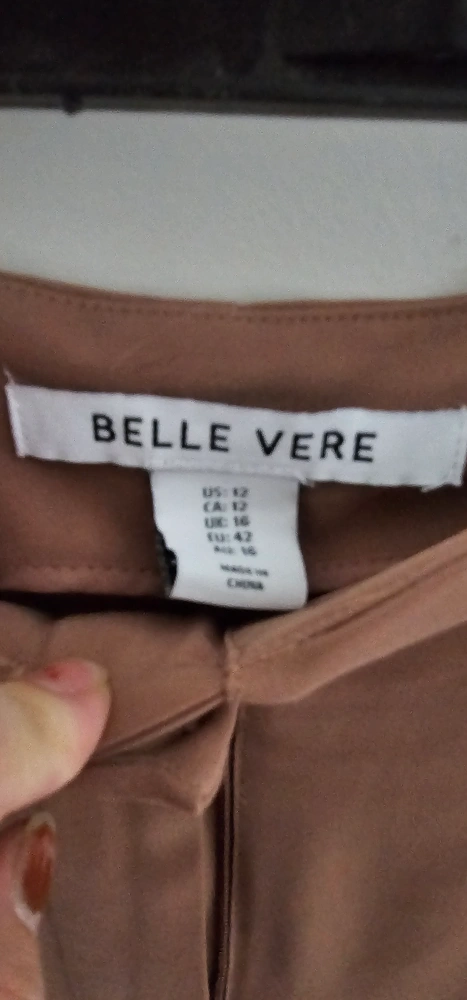 BELLE VERE
US: 12
CA: 12
UK: 16
EU: 42
AU: 16
MADE IN
CHINA